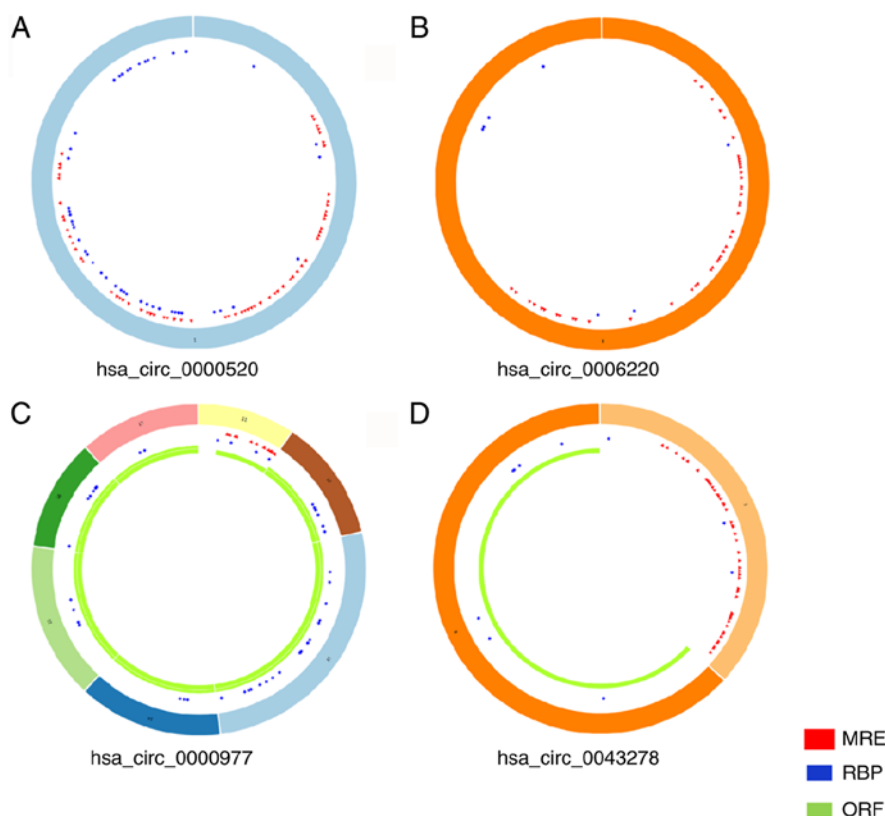 A
B
hsa_circ_0000520
hsa_circ_0006220
C
D
hsa_circ_0000977
hsa_circ_0043278
MRE
RBP
ORF